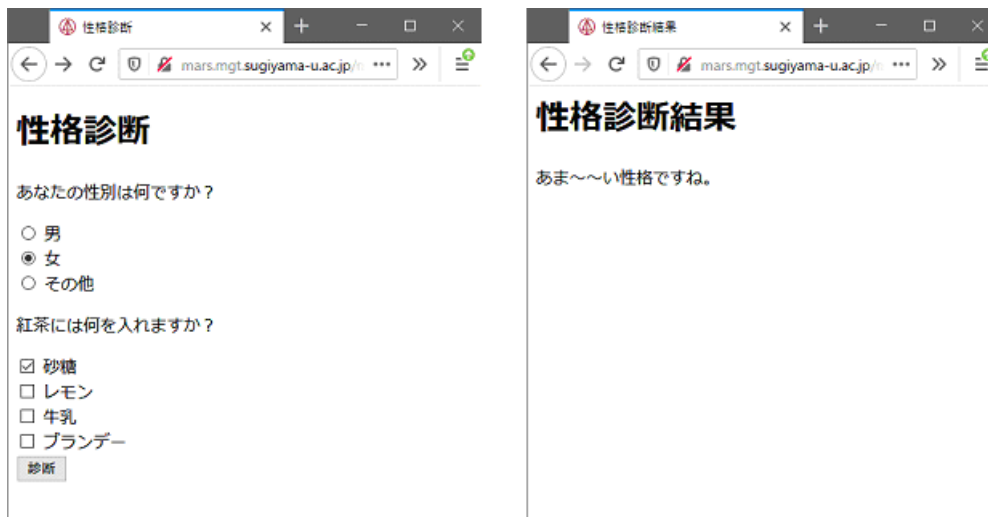 性格診断
mars.mgt.sugiyama-u.ac.jp/
性格診断
あなたの性別は何ですか？
男
女
その他
紅茶には何を入れますか？
砂糖
レモン
牛乳
ブランデー
診断
性格診断結果
mars.mgt.sugiyama-u.ac.jp/
性格診断結果
あま～～い性格ですね。